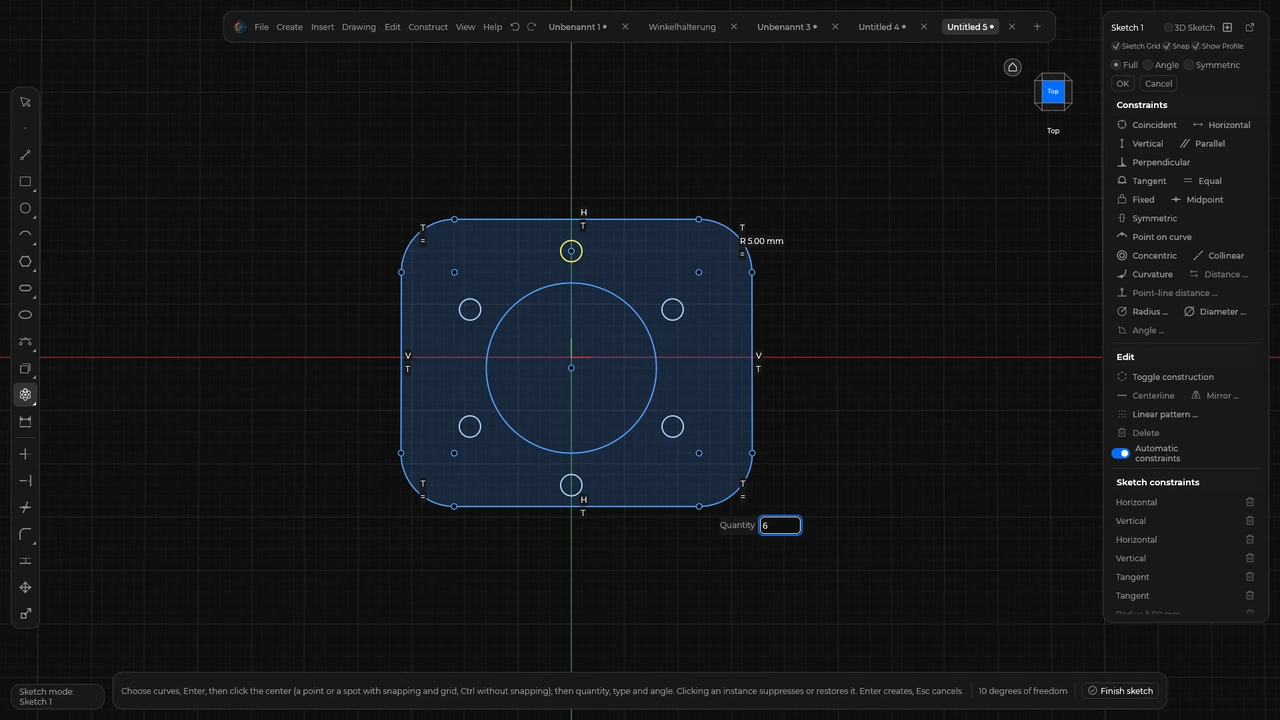 File Create Insert Drawing Edit Construct View Help Unbenannt 1 Winkelhalterung Unbenannt 3 Untitled 4 Untitled 5
Sketch 1 3D Sketch
Sketch Grid Snap Show Profile
Full Angle Symmetric
OK Cancel
Top
Top
Constraints
Coincident Horizontal
Vertical Parallel
Perpendicular
Tangent Equal
Fixed Midpoint
Symmetric
Point on curve
Concentric Collinear
Curvature Distance ...
Point-line distance ...
Radius ... Diameter ...
Angle ...
Edit
Toggle construction
Centerline Mirror ...
Linear pattern ...
Delete
Automatic
constraints
Sketch constraints
Horizontal
Vertical
Horizontal
Vertical
Tangent
Tangent
Radius 5.00 mm
H
T
T
=
T
R 5.00 mm
=
V
T
V
T
T
=
H
T
T
=
Quantity 6
Sketch mode:
Sketch 1
Choose curves, Enter, then click the center (a point or a spot with snapping and grid, Ctrl without snapping); then quantity, type and angle. Clicking an instance suppresses or restores it. Enter creates, Esc cancels. 10 degrees of freedom Finish sketch